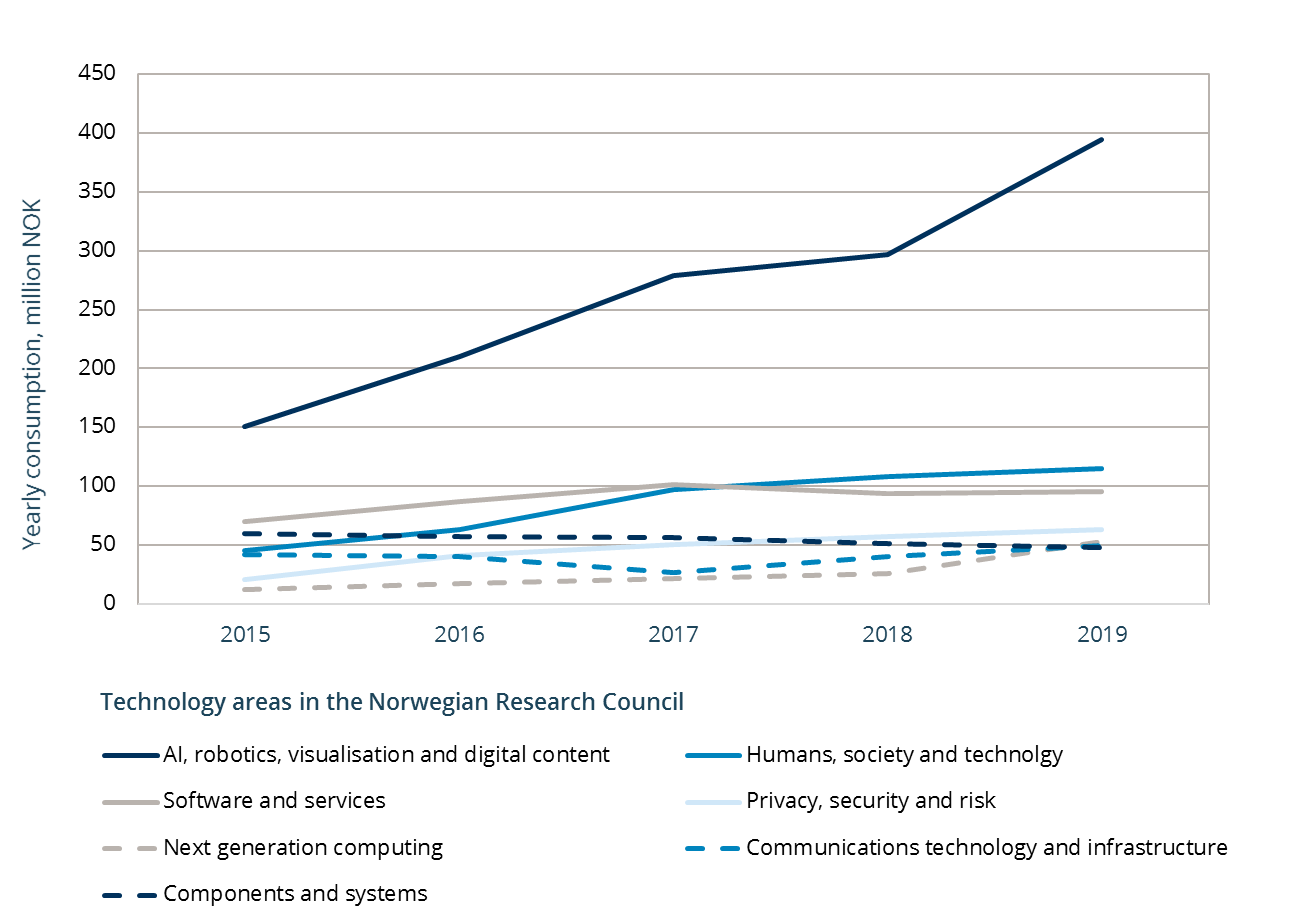 450
400
350
300
250
200
150
100
50
0
Yearly consumption, million NOK
2015 2016 2017 2018 2019
Technology areas in the Norwegian Research Council
AI, robotics, visualisation and digital content
Humans, society and technolgy
Software and services
Privacy, security and risk
Next generation computing
Communications technology and infrastructure
Components and systems